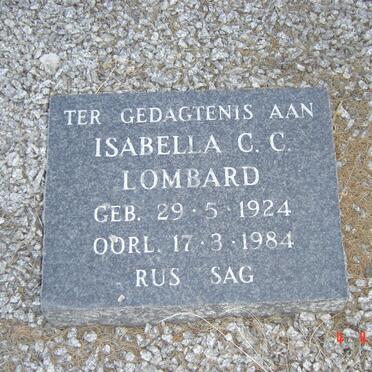 TER GEDAGTENIS AAN
ISABELLA C. C.
LOMBARD
GEB. 29·5·1924
OORL. 17·3·1984
RUS SAG